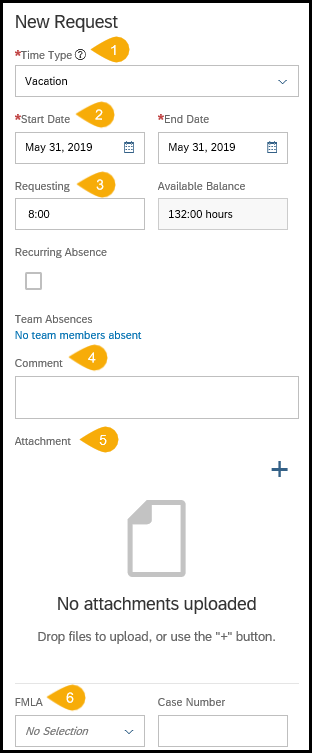 New Request
*Time Type ? 1
Vacation
*Start Date 2 *End Date
May 31, 2019 May 31, 2019
Requesting 3 Available Balance
8:00 132:00 hours
Recurring Absence
Team Absences
No team members absent
Comment 4
Attachment 5
+
No attachments uploaded
Drop files to upload, or use the "+" button.
FMLA 6 Case Number
No Selection